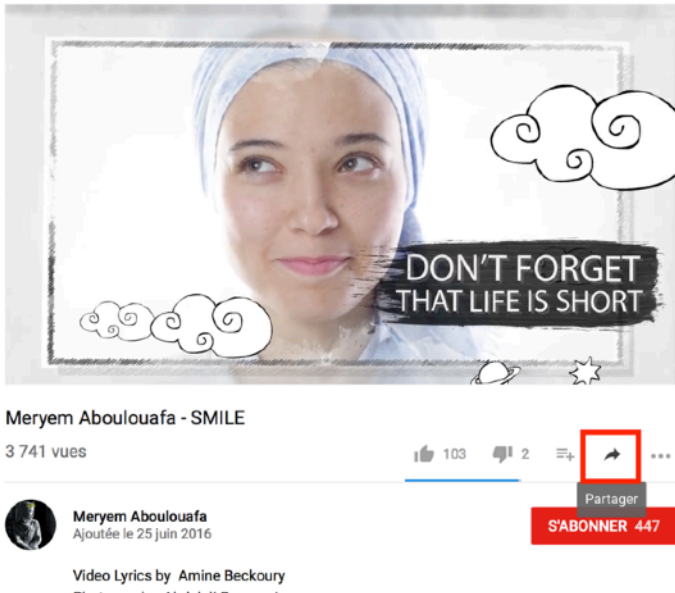 DON'T FORGET
THAT LIFE IS SHORT
Meryem Aboulouafa - SMILE
3 741 vues
103
2
Partager
Meryem Aboulouafa
Ajoutée le 25 juin 2016
S'ABONNER 447
Video Lyrics by Amine Beckoury